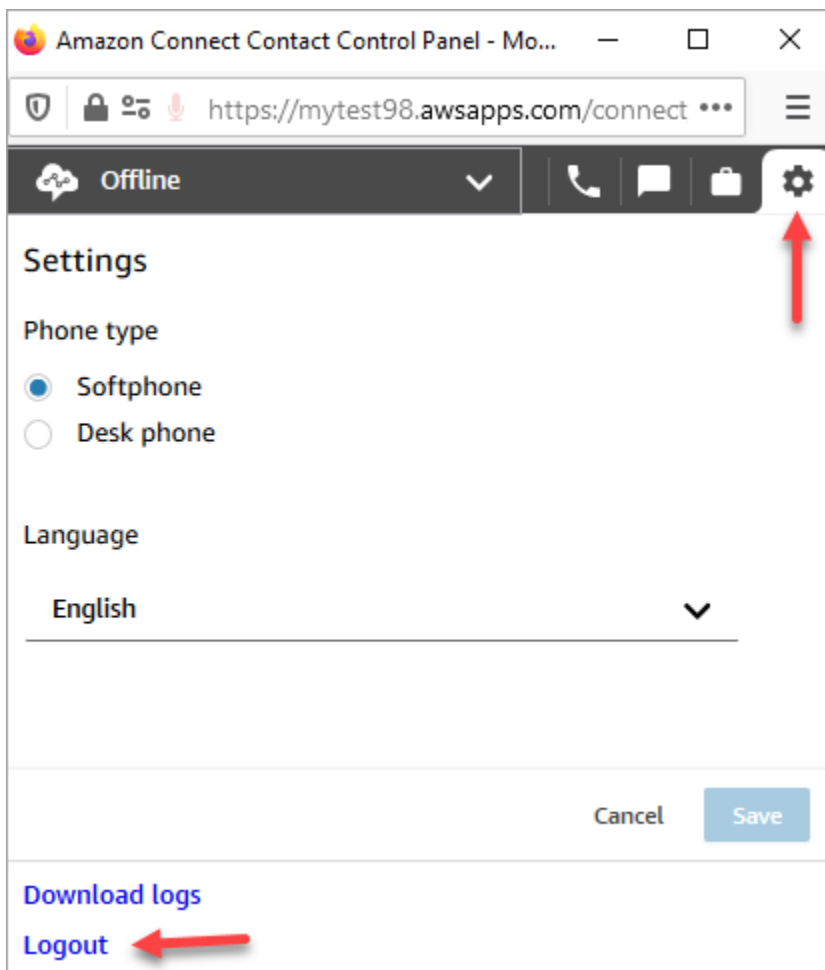 Amazon Connect Contact Control Panel - Mo...
https://mytest98.awsapps.com/connect
Offline
Settings
Phone type
Softphone
Desk phone
Language
English
Cancel Save
Download logs
Logout